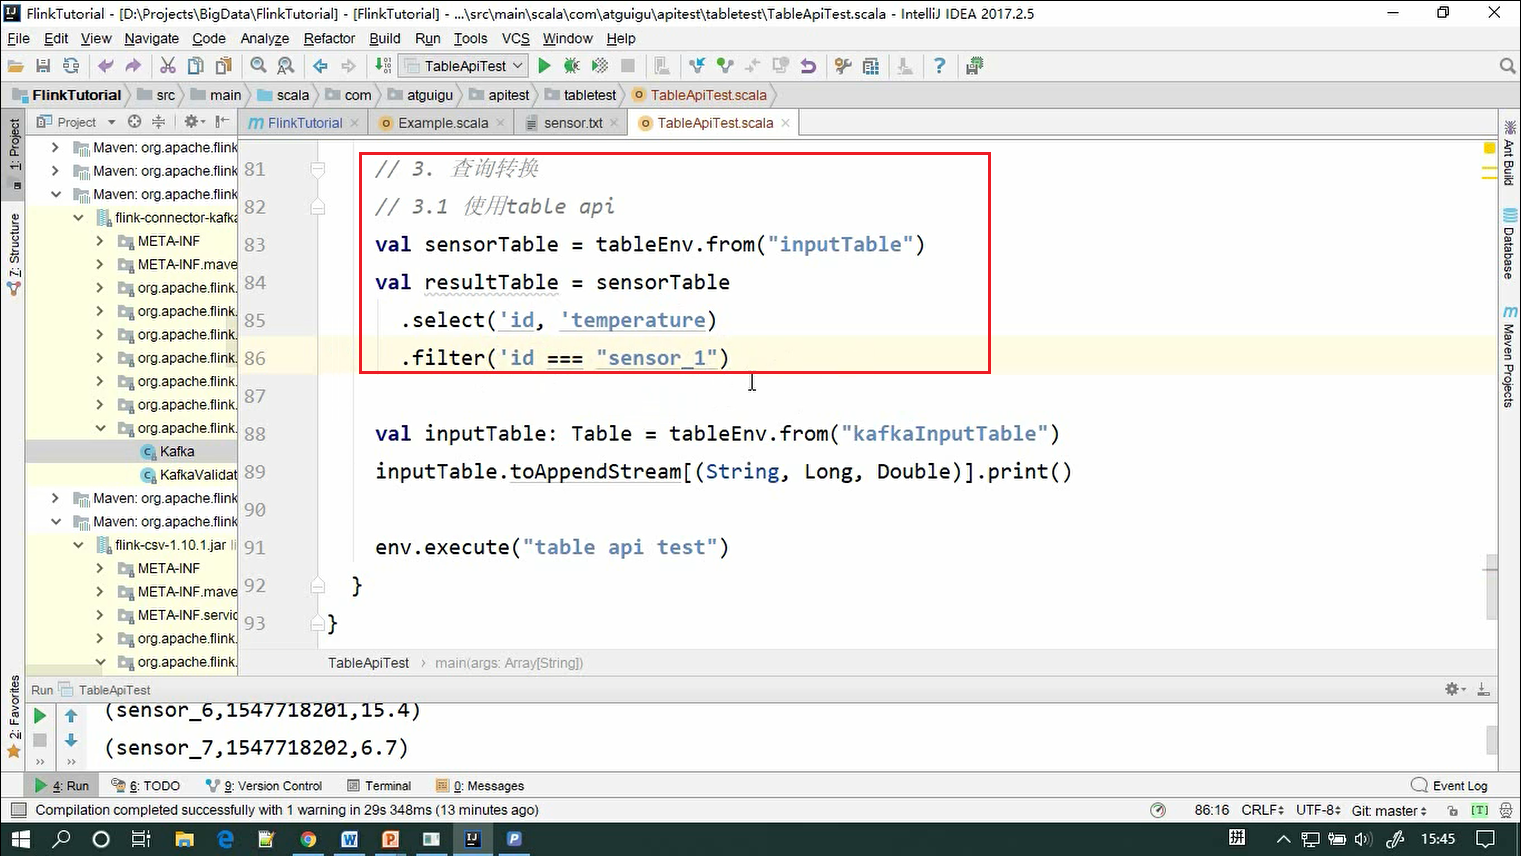 FlinkTutorial - [D:\Projects\BigData\FlinkTutorial] - [FlinkTutorial] - ...\src\main\scala\com\atguigu\apitest\tabletest\TableApiTest.scala - IntelliJ IDEA 2017.2.5
File Edit View Navigate Code Analyze Refactor Build Run Tools VCS Window Help
TableApiTest
FlinkTutorial src main scala com atguigu apitest tabletest TableApiTest.scala
Project FlinkTutorial Example.scala sensor.txt TableApiTest.scala
1: Project
7: Structure
2: Favorites
Ant Build
Database
Maven Projects
Maven: org.apache.flink
Maven: org.apache.flink
Maven: org.apache.flink
flink-connector-kafka
META-INF
META-INF.mave
org.apache.flink.
org.apache.flink.
org.apache.flink.
org.apache.flink.
org.apache.flink.
org.apache.flink.
org.apache.flink.
Kafka
KafkaValidat
Maven: org.apache.flink
Maven: org.apache.flink
flink-csv-1.10.1.jar li
META-INF
META-INF.mave
META-INF.servic
org.apache.flink.
org.apache.flink.
81 // 3. 查询转换
82 // 3.1 使用table api
83 val sensorTable = tableEnv.from("inputTable")
84 val resultTable = sensorTable
85 .select('id, 'temperature)
86 .filter('id === "sensor_1")
87
88 val inputTable: Table = tableEnv.from("kafkaInputTable")
89 inputTable.toAppendStream[(String, Long, Double)].print()
90
91 env.execute("table api test")
92 }
93 }
TableApiTest › main(args: Array[String])
Run TableApiTest
(sensor_6,1547718201,15.4)
(sensor_7,1547718202,6.7)
4: Run 6: TODO 9: Version Control Terminal 0: Messages Event Log
Compilation completed successfully with 1 warning in 29s 348ms (13 minutes ago) 86:16 CRLF UTF-8 Git: master [T]
拼 15:45